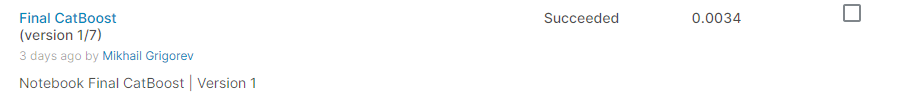 Final CatBoost Succeeded 0.0034
(version 1/7)
3 days ago by Mikhail Grigorev
Notebook Final CatBoost | Version 1